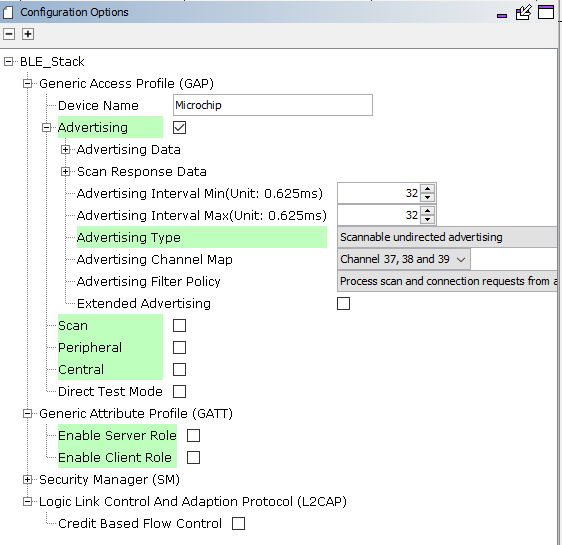 Configuration Options
BLE_Stack
Generic Access Profile (GAP)
Device Name Microchip
Advertising
Advertising Data
Scan Response Data
Advertising Interval Min(Unit: 0.625ms) 32
Advertising Interval Max(Unit: 0.625ms) 32
Advertising Type Scannable undirected advertising
Advertising Channel Map Channel 37, 38 and 39
Advertising Filter Policy Process scan and connection requests from a
Extended Advertising
Scan
Peripheral
Central
Direct Test Mode
Generic Attribute Profile (GATT)
Enable Server Role
Enable Client Role
Security Manager (SM)
Logic Link Control And Adaption Protocol (L2CAP)
Credit Based Flow Control